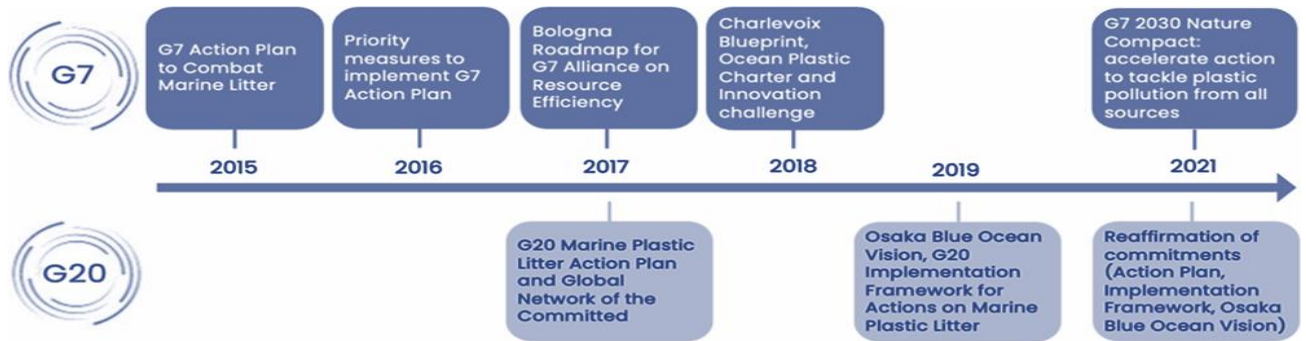 G7
G7 Action Plan
to Combat
Marine Litter
Priority
measures to
implement G7
Action Plan
Bologna
Roadmap for
G7 Alliance on
Resource
Efficiency
Charlevoix
Blueprint,
Ocean Plastic
Charter and
Innovation
challenge
G7 2030 Nature
Compact:
accelerate action
to tackle plastic
pollution from all
sources
2015
2016
2017
2018
2019
2021
G20
G20 Marine Plastic
Litter Action Plan
and Global
Network of the
Committed
Osaka Blue Ocean
Vision, G20
Implementation
Framework for
Actions on Marine
Plastic Litter
Reaffirmation of
commitments
(Action Plan,
Implementation
Framework, Osaka
Blue Ocean Vision)